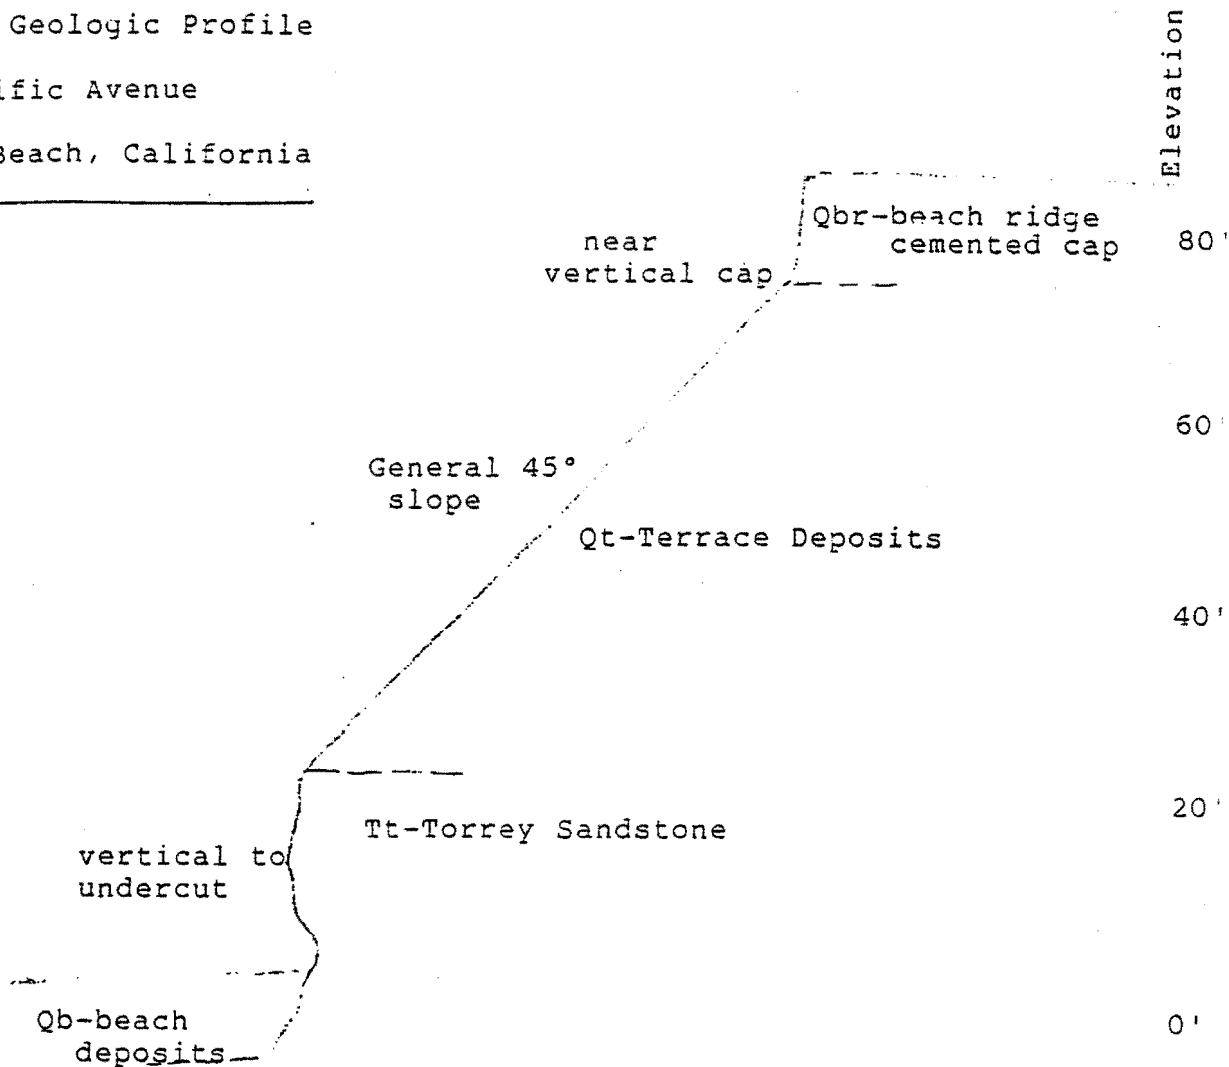 Geologic Profile
ific Avenue
Beach, California
Elevation
Qbr-beach ridge
cemented cap
80'
near
vertical cap
60'
General 45°
slope
Qt-Terrace Deposits
40'
20'
Tt-Torrey Sandstone
vertical to
undercut
Qb-beach
deposits
0'